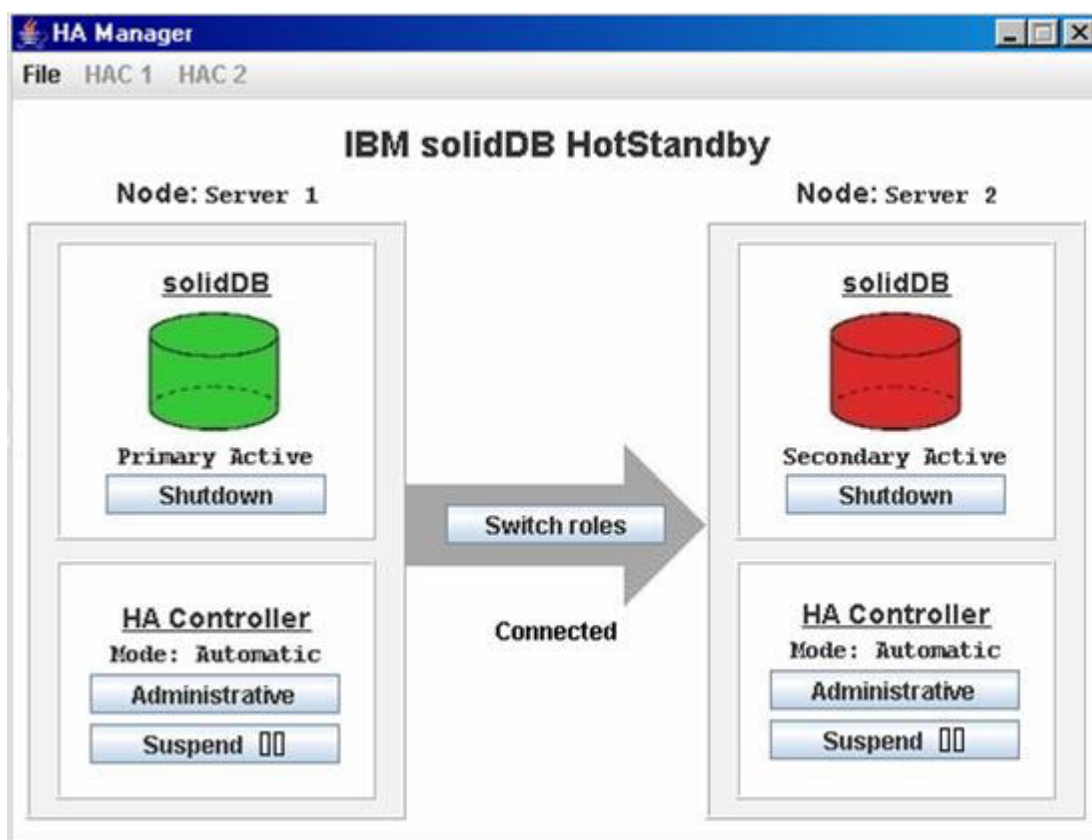 HA Manager
File HAC 1 HAC 2
IBM solidDB HotStandby
Node: Server 1
Node: Server 2
solidDB
Primary Active
Shutdown
solidDB
Secondary Active
Shutdown
Switch roles
Connected
HA Controller
Mode: Automatic
Administrative
Suspend
HA Controller
Mode: Automatic
Administrative
Suspend